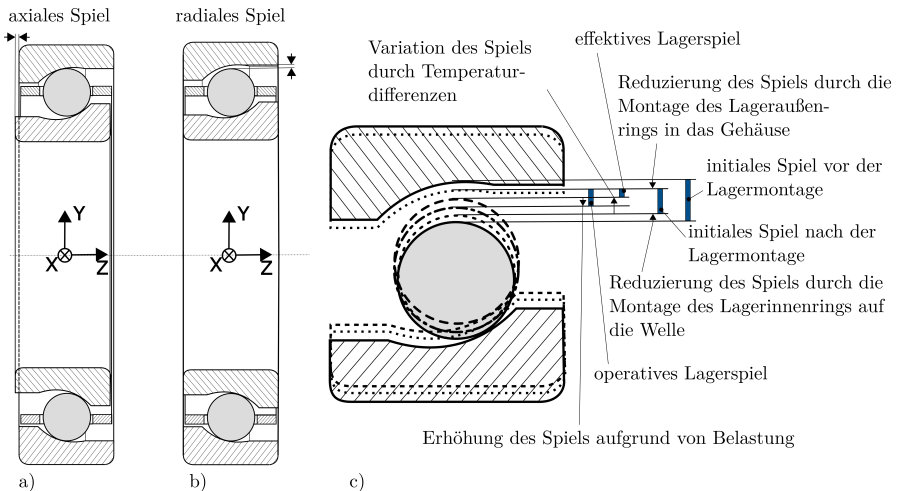 axiales Spiel
radiales Spiel
Y
X
Z
Y
X
Z
a)
b)
c)
Variation des Spiels
durch Temperatur-
differenzen
effektives Lagerspiel
Reduzierung des Spiels durch die
Montage des Lageraußen-
rings in das Gehäuse
initiales Spiel vor der
Lagermontage
initiales Spiel nach der
Lagermontage
Reduzierung des Spiels durch die
Montage des Lagerinnenrings auf
die Welle
operatives Lagerspiel
Erhöhung des Spiels aufgrund von Belastung